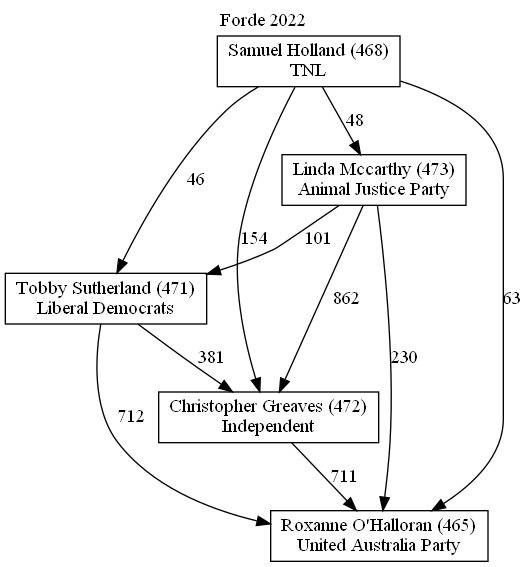 Forde 2022
Samuel Holland (468)
TNL
48
Linda Mccarthy (473)
Animal Justice Party
46
154
101
63
Tobby Sutherland (471)
Liberal Democrats
862
230
381
712
Christopher Greaves (472)
Independent
711
Roxanne O'Halloran (465)
United Australia Party